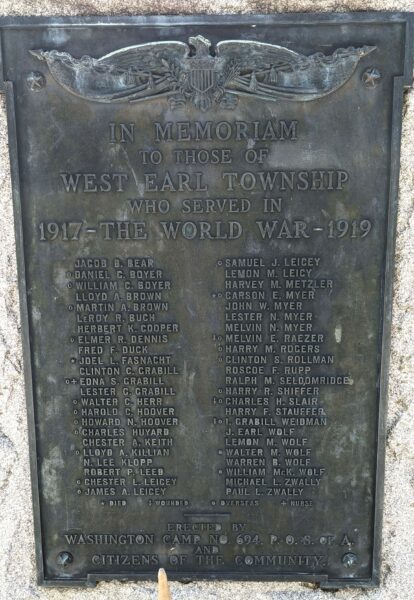 IN MEMORIAM
TO THOSE OF
WEST EARL TOWNSHIP
WHO SERVED IN
1917-THE WORLD WAR-1919
JACOB B. BEAR
DANIEL C. BOYER
WILLIAM C. BOYER
LLOYD A. BROWN
MARTIN A. BROWN
LEROY R. BUCH
HERBERT K. COOPER
ELMER R. DENNIS
FRED F. DUCK
JOEL L. FASNACHT
CLINTON G. GRABILL
EDNA S. GRABILL
LESTER G. GRABILL
WALTER C. HERR
HAROLD C. HOOVER
HOWARD N. HOOVER
CHARLES HUYARD
CHESTER A. KEITH
LLOYD A. KILLIAN
N. LEE KLOPP
ROBERT P. LEED
CHESTER L. LEICEY
JAMES A. LEICEY
SAMUEL J. LEICEY
LEMON M. LEICY
HARVEY M. METZLER
CARSON E. MYER
JOHN W. MYER
LESTER N. MYER
MELVIN N. MYER
MELVIN E. RAEZER
HARRY M. ROGERS
CLINTON S. ROLLMAN
ROSCOE F. RUPP
RALPH M. SELDOMRIDGE
HARRY R. SHIFFER
CHARLES H. SLAIR
HARRY F. STAUFFER
I. GRABILL WEIDMAN
J. EARL WOLF
LEMON M. WOLF
WALTER M. WOLF
WARREN B. WOLF
WILLIAM MCK. WOLF
MICHAEL L. ZWALLY
PAUL L. ZWALLY
DIED WOUNDED OVERSEAS + NURSE
ERECTED BY
WASHINGTON CAMP NO 694, P.O.S. OF A.
AND
CITIZENS OF THE COMMUNITY.